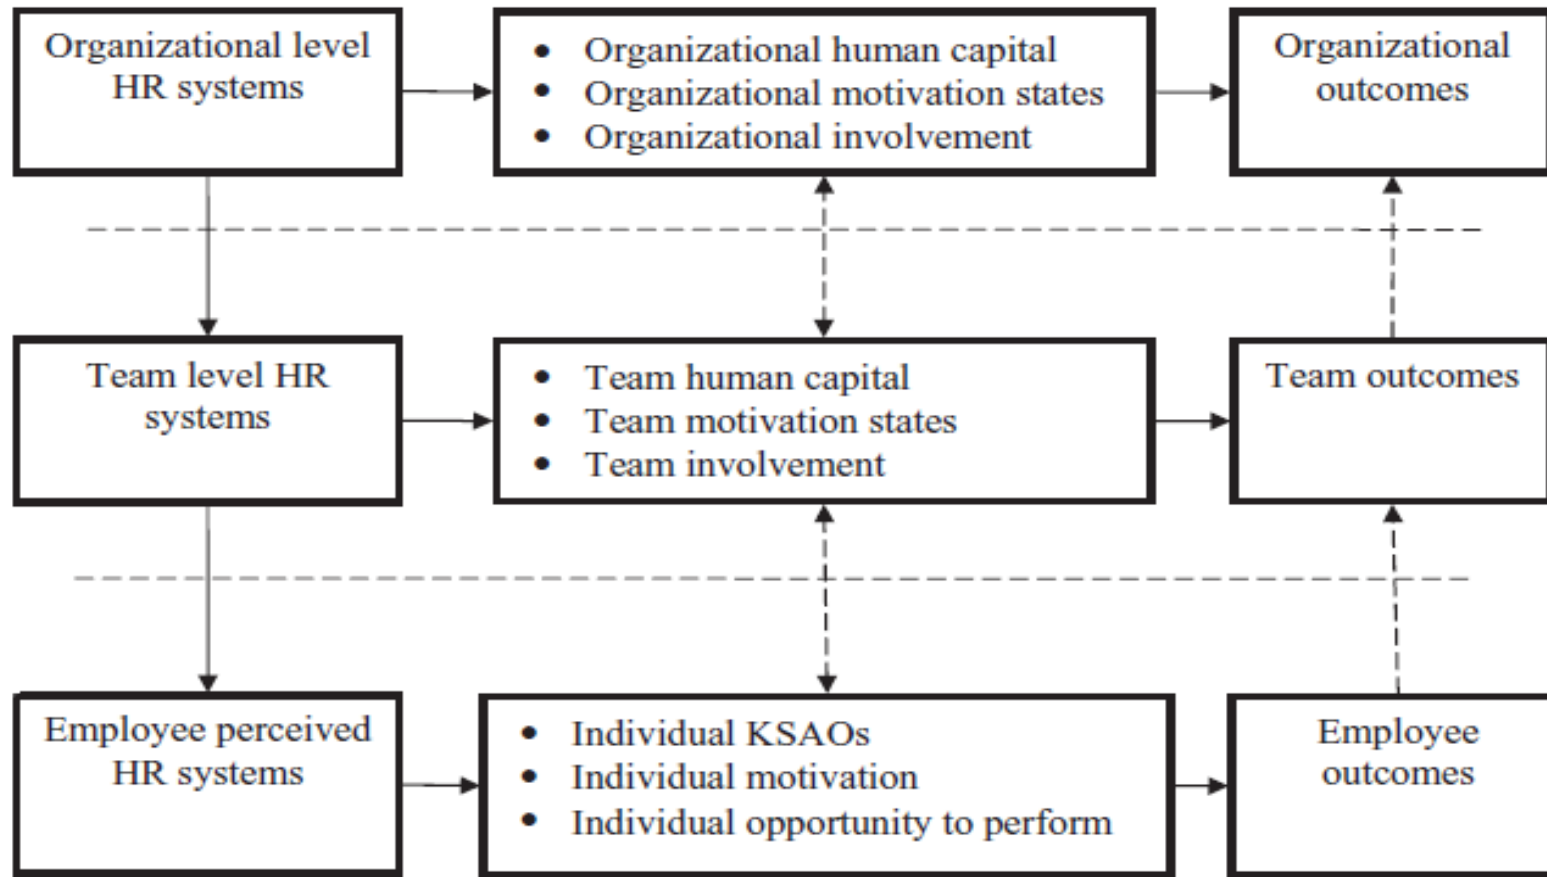 Organizational level
HR systems
• Organizational human capital
• Organizational motivation states
• Organizational involvement
Organizational
outcomes
Team level HR
systems
• Team human capital
• Team motivation states
• Team involvement
Team outcomes
Employee perceived
HR systems
• Individual KSAOs
• Individual motivation
• Individual opportunity to perform
Employee
outcomes